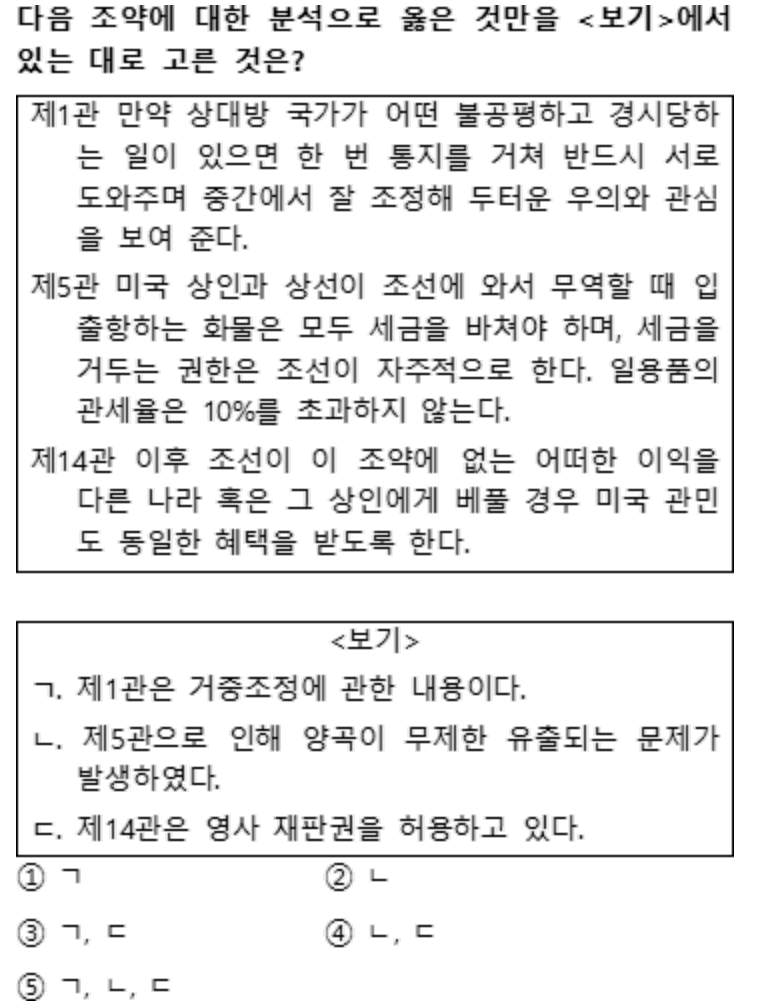 다음 조약에 대한 분석으로 옳은 것만을 <보기>에서
있는 대로 고른 것은?
제1관 만약 상대방 국가가 어떤 불공평하고 경시당하
는 일이 있으면 한 번 통지를 거쳐 반드시 서로
도와주며 중간에서 잘 조정해 두터운 우의와 관심
을 보여 준다.
제5관 미국 상인과 상선이 조선에 와서 무역할 때 입
출항하는 화물은 모두 세금을 바쳐야 하며, 세금을
거두는 권한은 조선이 자주적으로 한다. 일용품의
관세율은 10%를 초과하지 않는다.
제14관 이후 조선이 이 조약에 없는 어떠한 이익을
다른 나라 혹은 그 상인에게 베풀 경우 미국 관민
도 동일한 혜택을 받도록 한다.
<보기>
ㄱ. 제1관은 거중조정에 관한 내용이다.
ㄴ. 제5관으로 인해 양곡이 무제한 유출되는 문제가
발생하였다.
ㄷ. 제14관은 영사 재판권을 허용하고 있다.
① ㄱ ② ㄴ
③ ㄱ, ㄷ ④ ㄴ, ㄷ
⑤ ㄱ, ㄴ, ㄷ